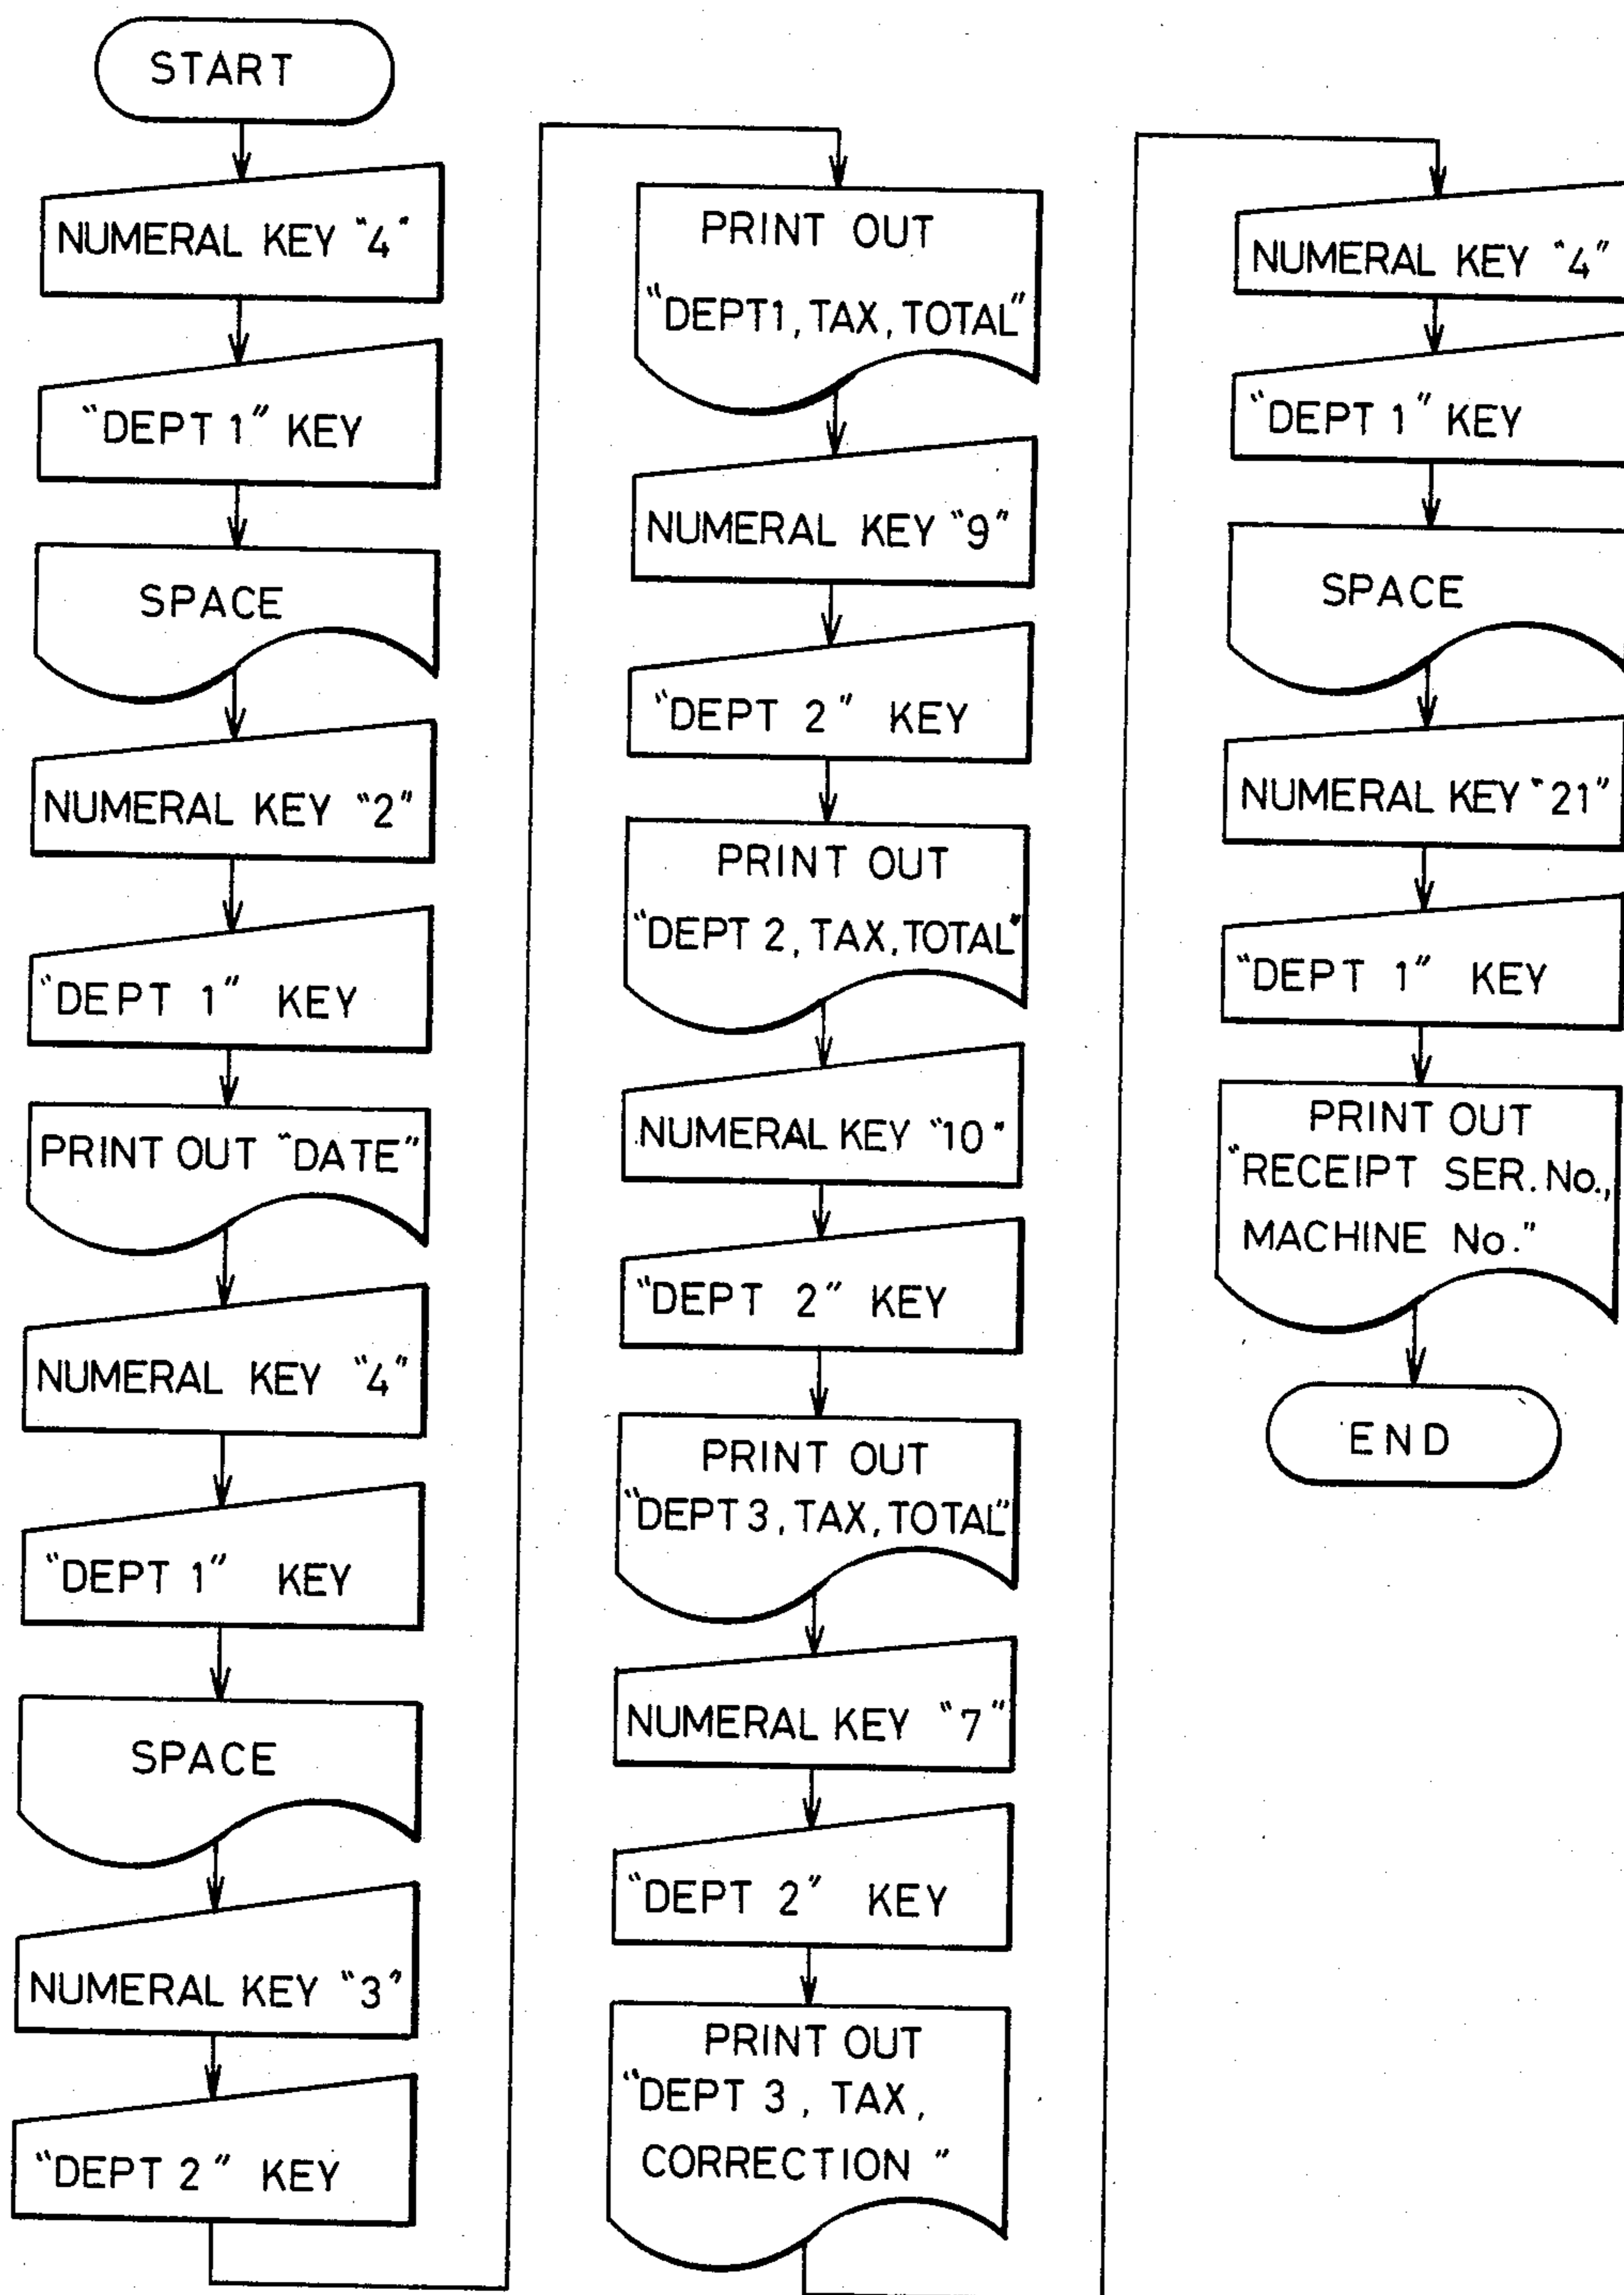 START
NUMERAL KEY "4"
"DEPT 1" KEY
SPACE
NUMERAL KEY "2"
"DEPT 1" KEY
PRINT OUT "DATE"
NUMERAL KEY "4"
"DEPT 1" KEY
SPACE
NUMERAL KEY "3"
"DEPT 2" KEY
PRINT OUT
"DEPT1, TAX, TOTAL"
NUMERAL KEY "9"
"DEPT 2" KEY
PRINT OUT
"DEPT 2, TAX, TOTAL"
NUMERAL KEY "10"
"DEPT 2" KEY
PRINT OUT
"DEPT 3, TAX, TOTAL"
NUMERAL KEY "7"
"DEPT 2" KEY
PRINT OUT
"DEPT 3, TAX,
CORRECTION "
NUMERAL KEY "4"
"DEPT 1" KEY
SPACE
NUMERAL KEY "21"
"DEPT 1" KEY
PRINT OUT
"RECEIPT SER. No.,
MACHINE No."
END